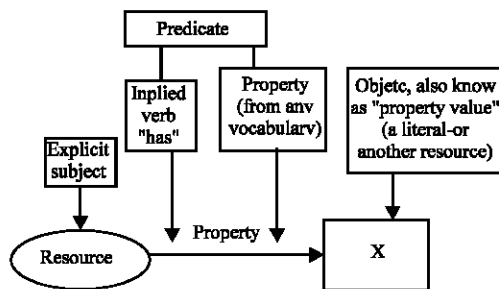 Predicate
Inplied
verb
"has"
Property
(from anv
vocabularv)
Objetc, also know
as "property value"
(a literal-or
another resource)
Explicit
subject
Property
Resource
X